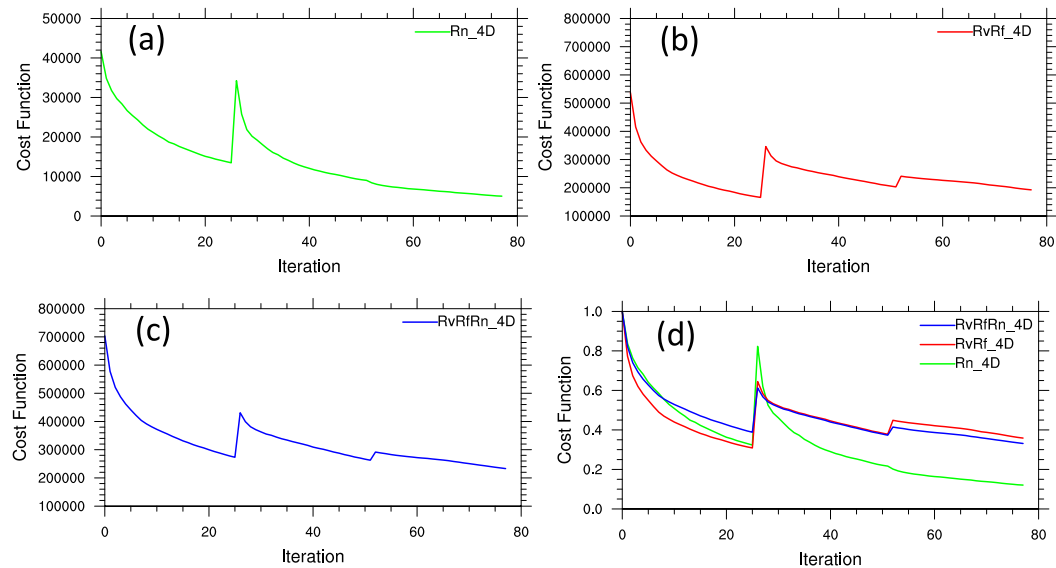 (a)
Rn_4D
50000
40000
30000
20000
10000
0
Cost Function
0 20 40 60 80
Iteration
(b)
RvRf_4D
800000
700000
600000
500000
400000
300000
200000
100000
Cost Function
0 20 40 60 80
Iteration
(c)
RvRfRn_4D
800000
700000
600000
500000
400000
300000
200000
100000
Cost Function
0 20 40 60 80
Iteration
(d)
RvRfRn_4D
RvRf_4D
Rn_4D
1.0
0.8
0.6
0.4
0.2
0.0
Cost Function
0 20 40 60 80
Iteration